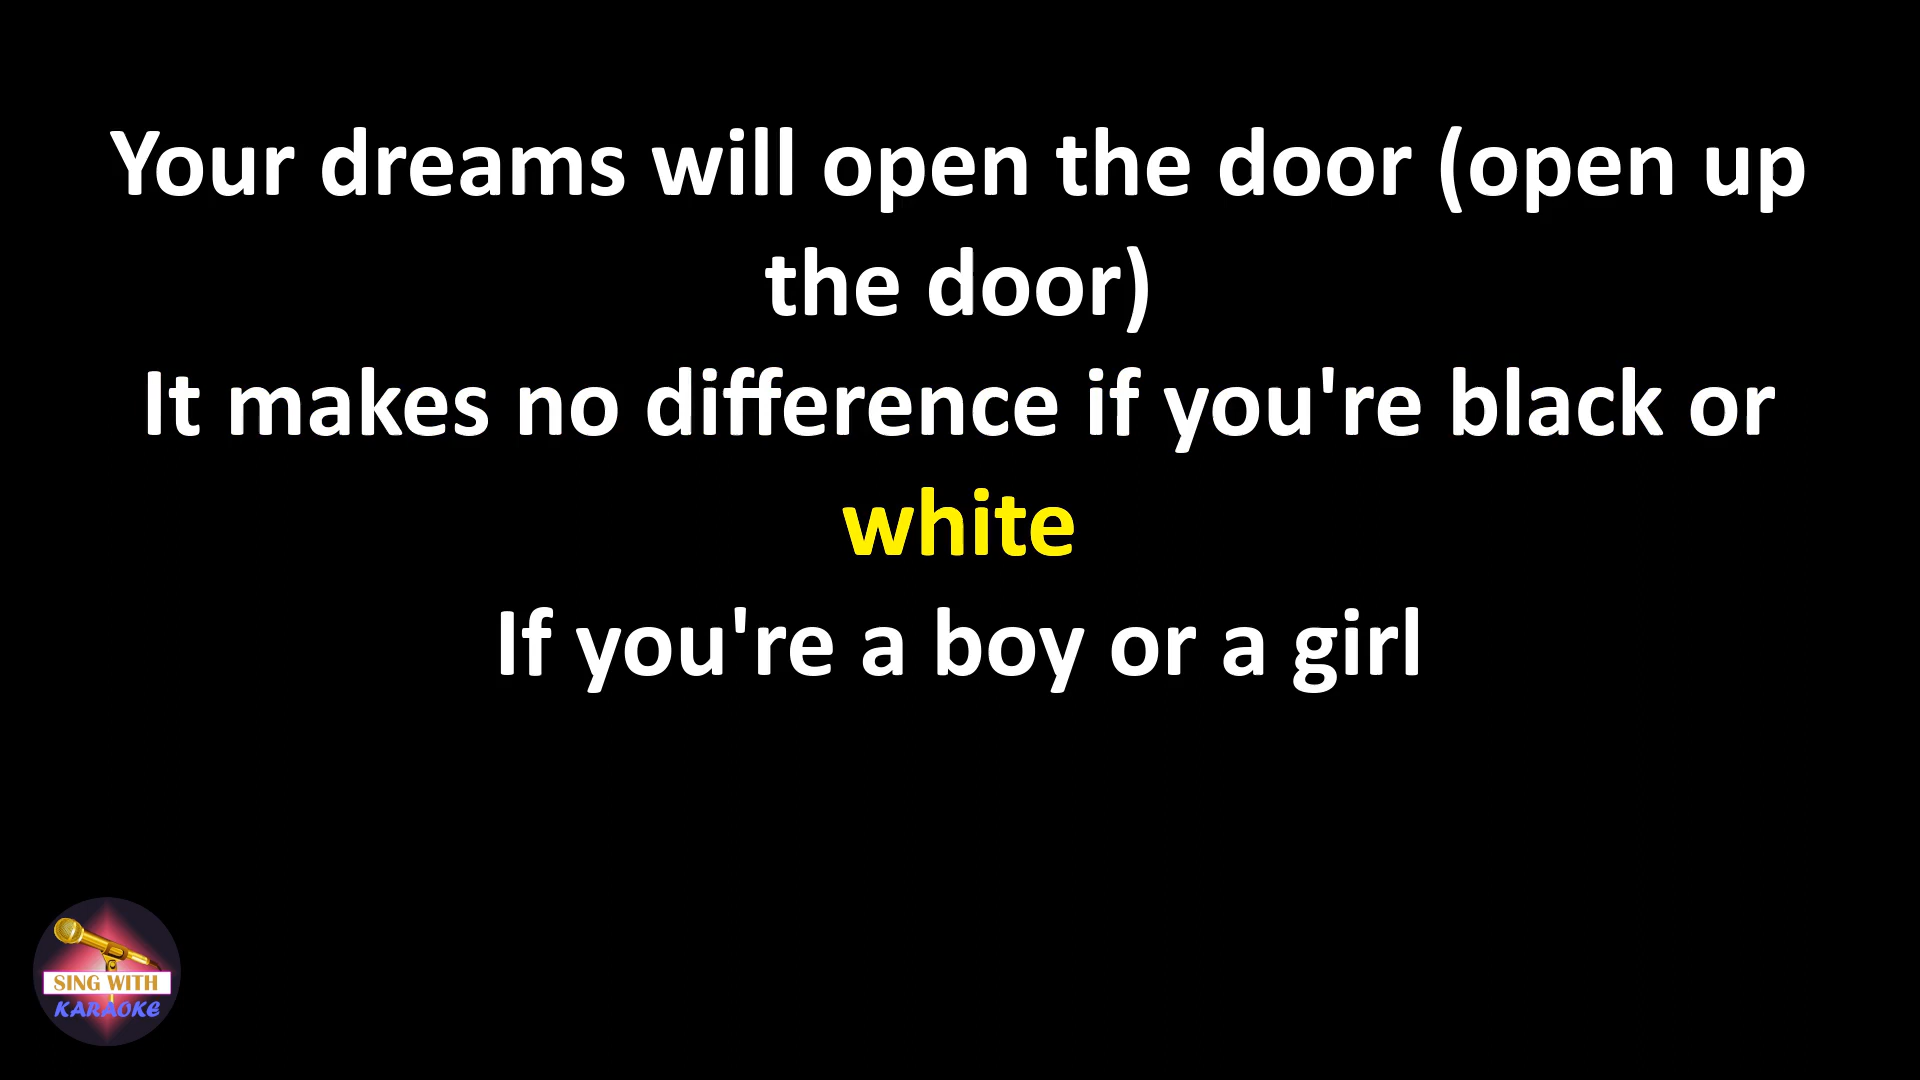 Your dreams will open the door (open up
the door)
It makes no difference if you're black or
white
If you're a boy or a girl
SING WITH
KARAOKE